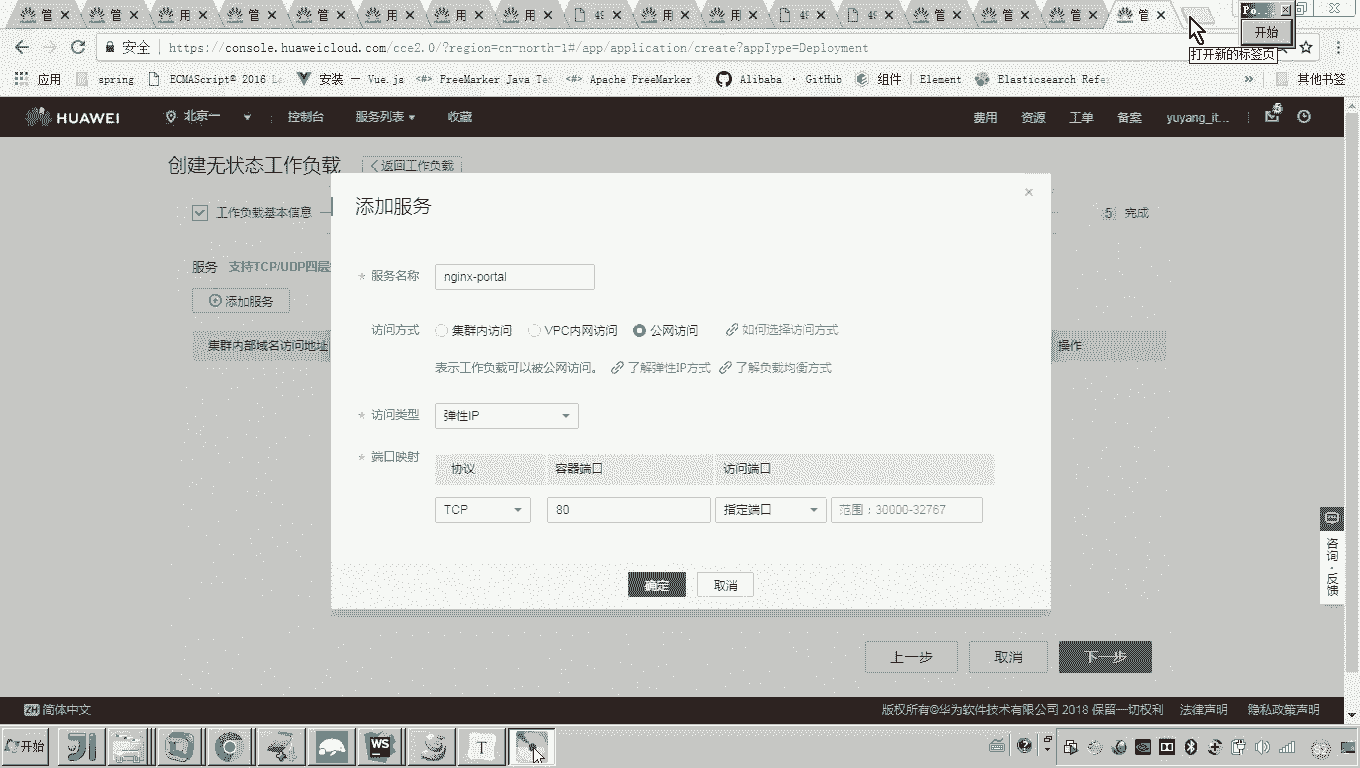 管 管 用 管 管 用 用 用 4 用 用 4 4 管 管 管 管
开始
安全 https://console.huaweicloud.com/cce2.0/?region=cn-north-1#/app/application/create?appType=Deployment
打开新的标签页
应用 spring ECMAScript® 2016 La 安装 — Vue.js FreeMarker Java Te Apache FreeMarker Alibaba · GitHub 组件 | Element Elasticsearch Refe » 其他书签
HUAWEI 北京一 控制台 服务列表 收藏 费用 资源 工单 备案 yuyang_it...
创建无状态工作负载 <返回工作负载
工作负载基本信息 5 完成
添加服务 ×
服务 支持TCP/UDP四层
添加服务
集群内部域名访问地址 操作
* 服务名称 nginx-portal
访问方式 集群内访问 VPC内网访问 公网访问 如何选择访问方式
表示工作负载可以被公网访问。 了解弹性IP方式 了解负载均衡方式
* 访问类型 弹性IP
* 端口映射 协议 容器端口 访问端口
TCP 80 指定端口 范围：30000-32767
确定 取消
咨询·反馈
上一步 取消 下一步
ZH 简体中文 版权所有©华为软件技术有限公司 2018 保留一切权利 法律声明 隐私政策声明
开始 WS T